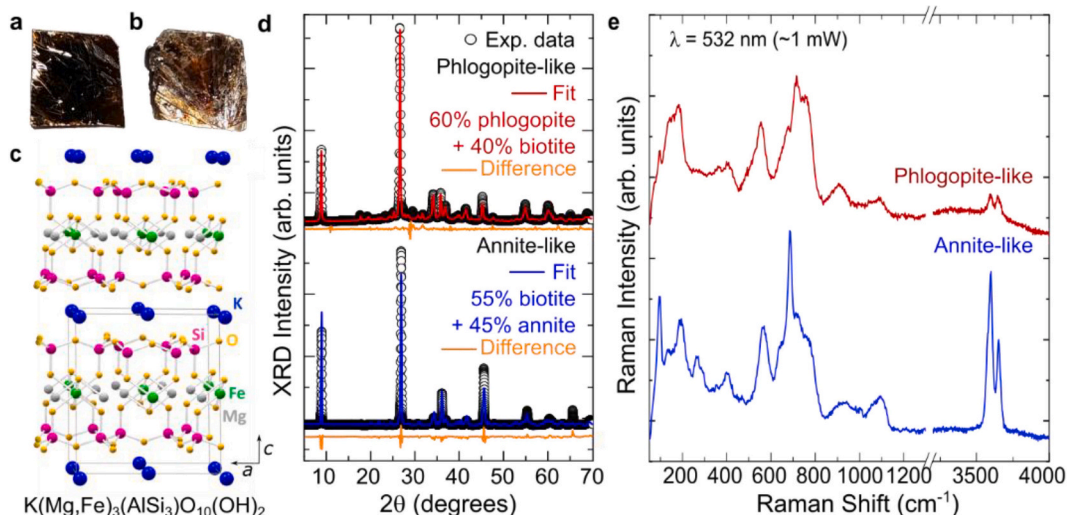 a
b
c
K
Si
O
Fe
Mg
c
a
K(Mg,Fe)₃(AlSi₃)O₁₀(OH)₂
d
XRD Intensity (arb. units)
Exp. data
Phlogopite-like
Fit
60% phlogopite
+ 40% biotite
Difference
Annite-like
Fit
55% biotite
+ 45% annite
Difference
10 20 30 40 50 60 70
2θ (degrees)
e
Raman Intensity (arb. units)
λ = 532 nm (~1 mW)
Phlogopite-like
Annite-like
50 200 400 600 800 1000 1200 3500 4000
Raman Shift (cm⁻¹)